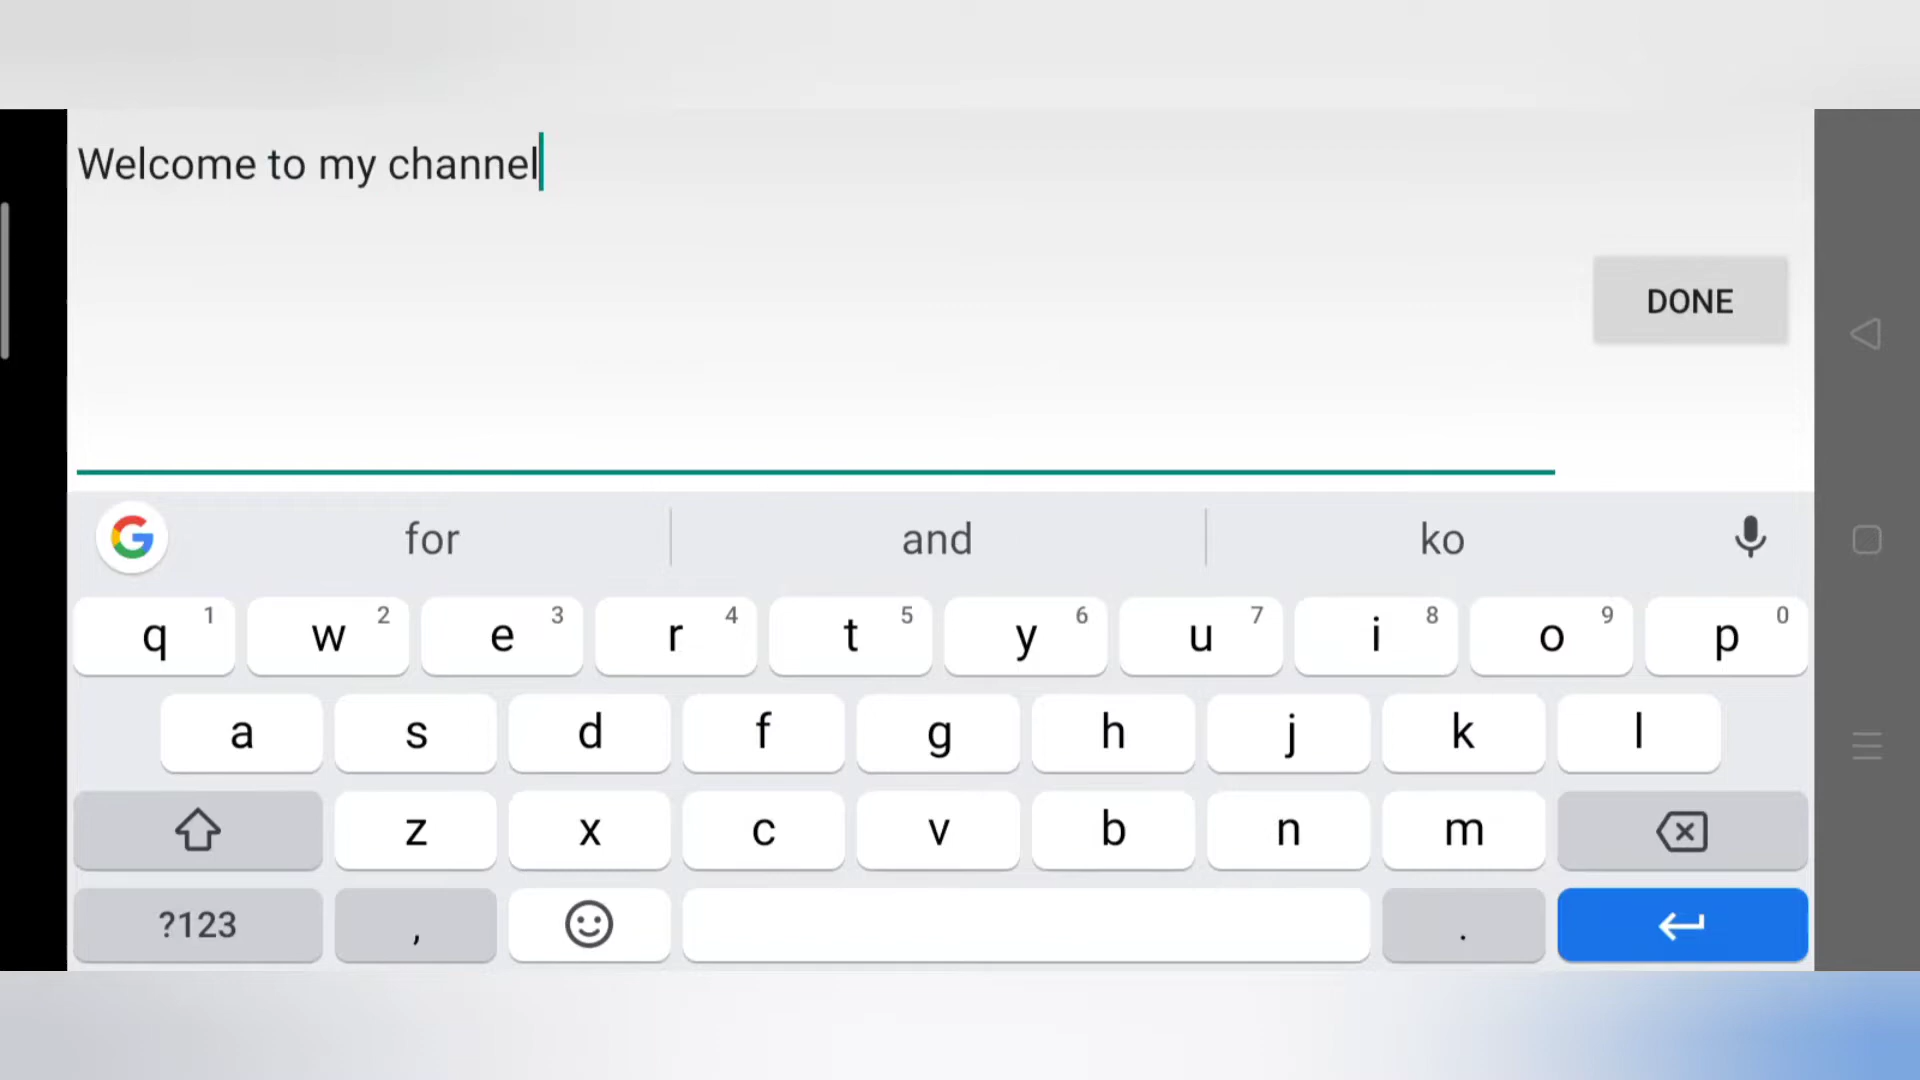 Welcome to my channel
DONE
for and ko
q 1 w 2 e 3 r 4 t 5 y 6 u 7 i 8 o 9 p 0
a s d f g h j k l
z x c v b n m
?123 , .